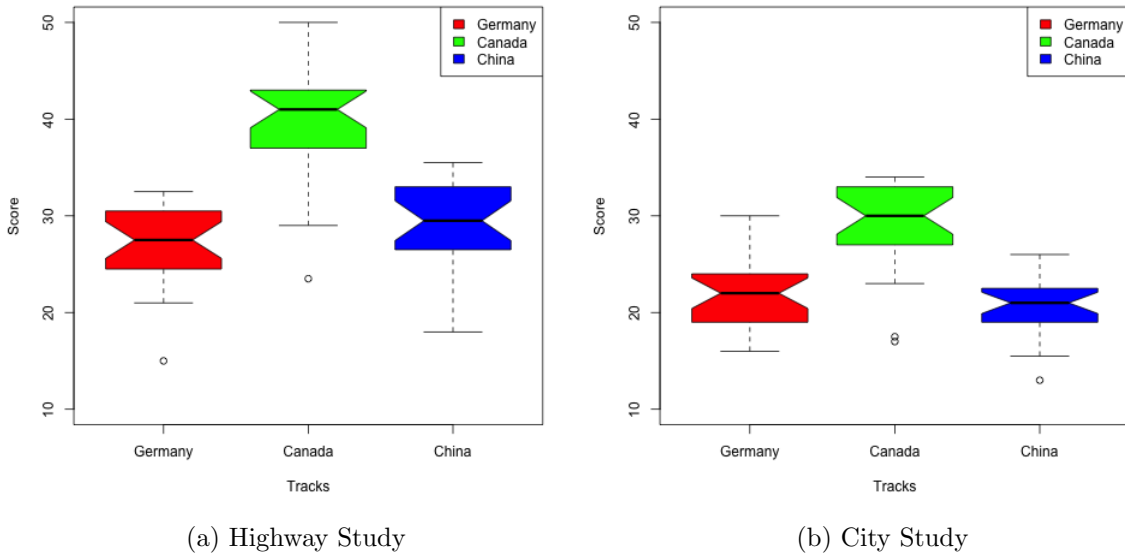 Germany
Canada
China
Score
50
40
30
20
10
Germany Canada China
Tracks
(a) Highway Study
Germany
Canada
China
Score
50
40
30
20
10
Germany Canada China
Tracks
(b) City Study